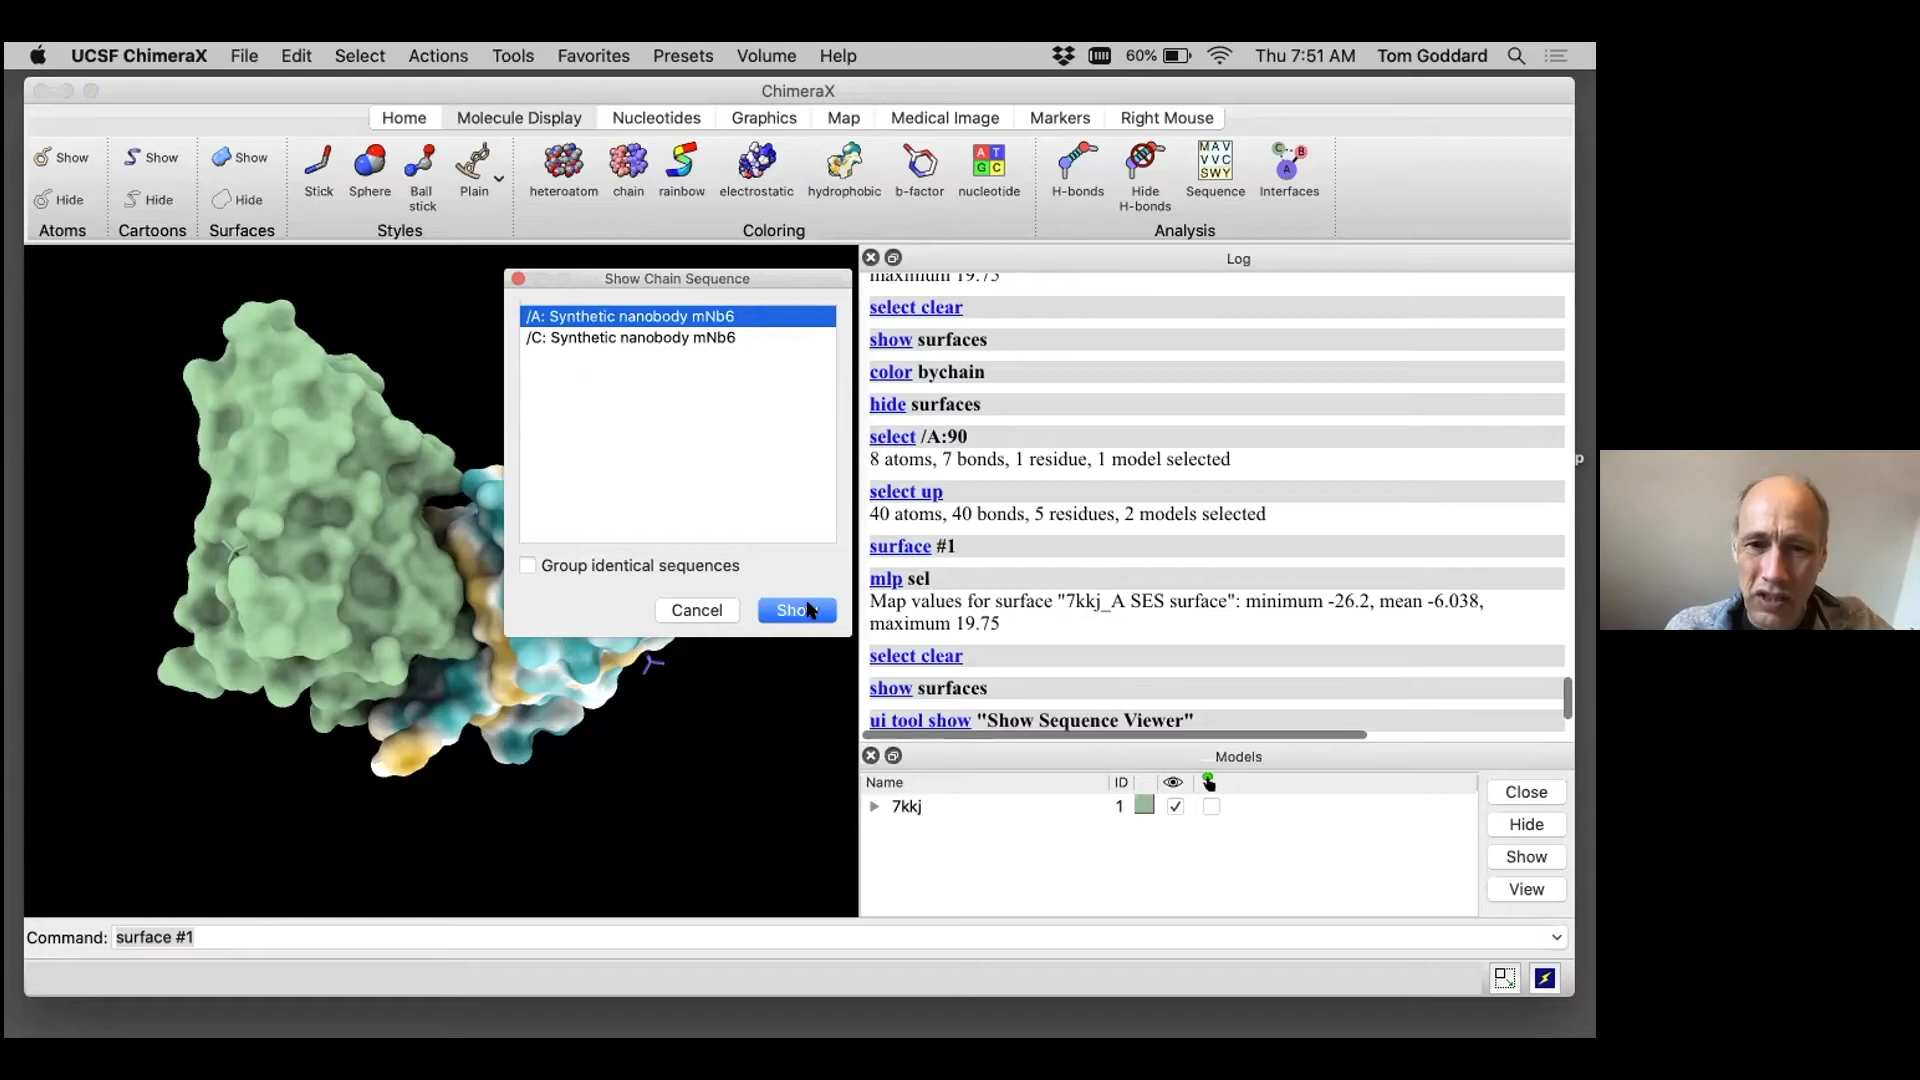 UCSF ChimeraX File Edit Select Actions Tools Favorites Presets Volume Help 60% Thu 7:51 AM Tom Goddard
ChimeraX
Home Molecule Display Nucleotides Graphics Map Medical Image Markers Right Mouse
Show Show Show
Hide Hide Hide
Atoms Cartoons Surfaces
Stick Sphere Ball stick Plain
Styles
heteroatom chain rainbow electrostatic hydrophobic b-factor nucleotide
A T
G C
Coloring
H-bonds Hide H-bonds Sequence Interfaces
M A V
V V C
S W Y
C B
A
Analysis
Show Chain Sequence
/A: Synthetic nanobody mNb6
/C: Synthetic nanobody mNb6
Group identical sequences
Cancel
Log
maximum 19.75
select clear
show surfaces
color bychain
hide surfaces
select /A:90
8 atoms, 7 bonds, 1 residue, 1 model selected
select up
40 atoms, 40 bonds, 5 residues, 2 models selected
surface #1
mlp sel
Map values for surface "7kkj_A SES surface": minimum -26.2, mean -6.038,
maximum 19.75
select clear
show surfaces
ui tool show "Show Sequence Viewer"
Models
Name ID
7kkj 1
Close
Hide
Show
View
Command: surface #1